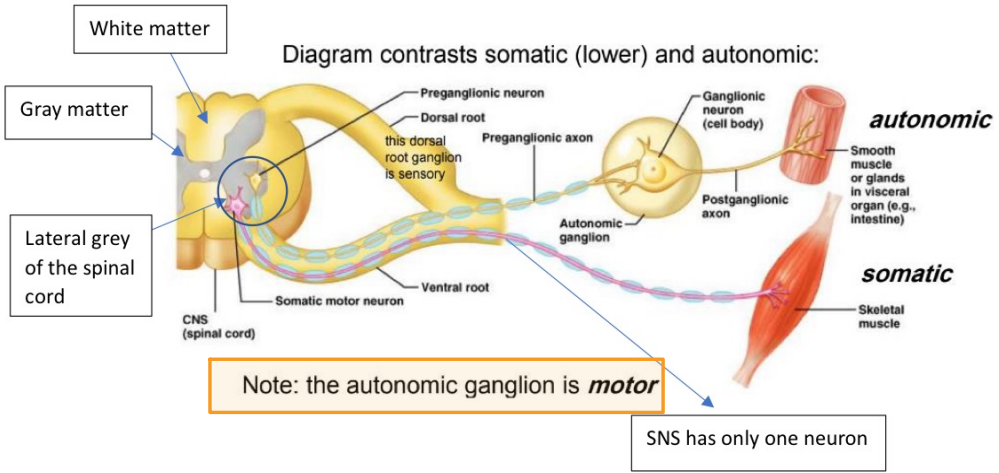 White matter
Diagram contrasts somatic (lower) and autonomic:
Gray matter
Preganglionic neuron
Dorsal root
this dorsal
root ganglion
is sensory
Preganglionic axon
Ganglionic
neuron
(cell body)
autonomic
Smooth
muscle
or glands
in visceral
organ (e.g.,
intestine)
Postganglionic
axon
Autonomic
ganglion
Lateral grey
of the spinal
cord
somatic
Ventral root
Somatic motor neuron
Skeletal
muscle
CNS
(spinal cord)
Note: the autonomic ganglion is motor
SNS has only one neuron